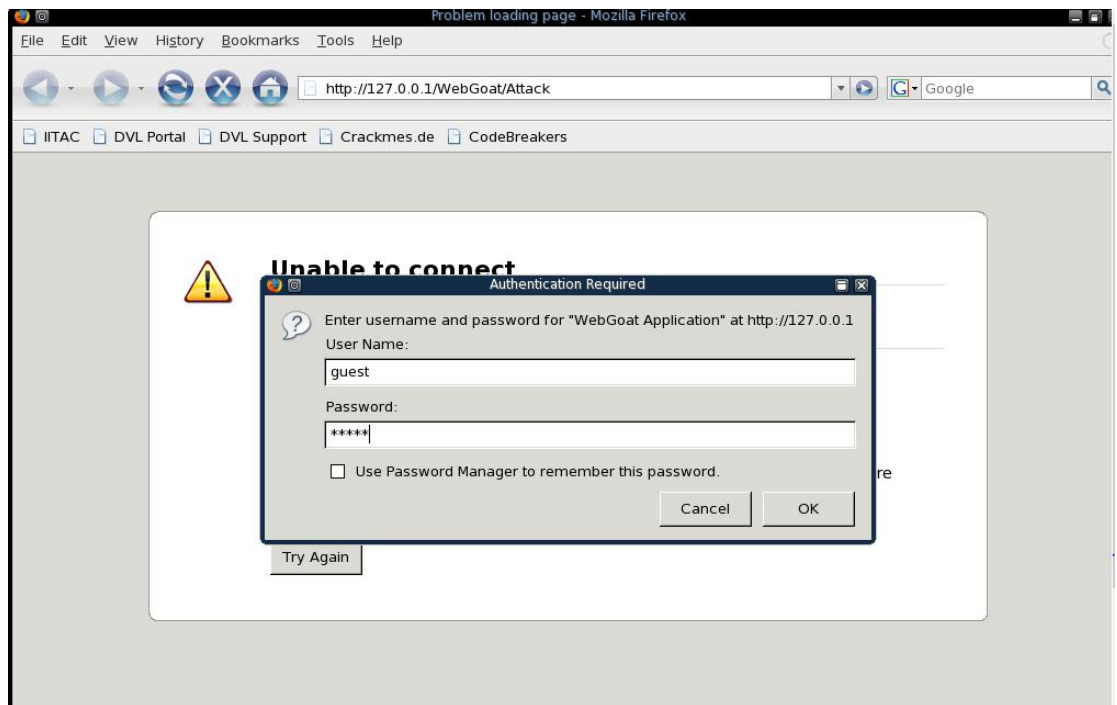 Problem loading page - Mozilla Firefox
File Edit View History Bookmarks Tools Help
http://127.0.0.1/WebGoat/Attack
G Google
IITAC DVL Portal DVL Support Crackmes.de CodeBreakers
Unable to connect
Authentication Required
Enter username and password for "WebGoat Application" at http://127.0.0.1
User Name:
guest
Password:
*****
Use Password Manager to remember this password.
re
Cancel OK
Try Again